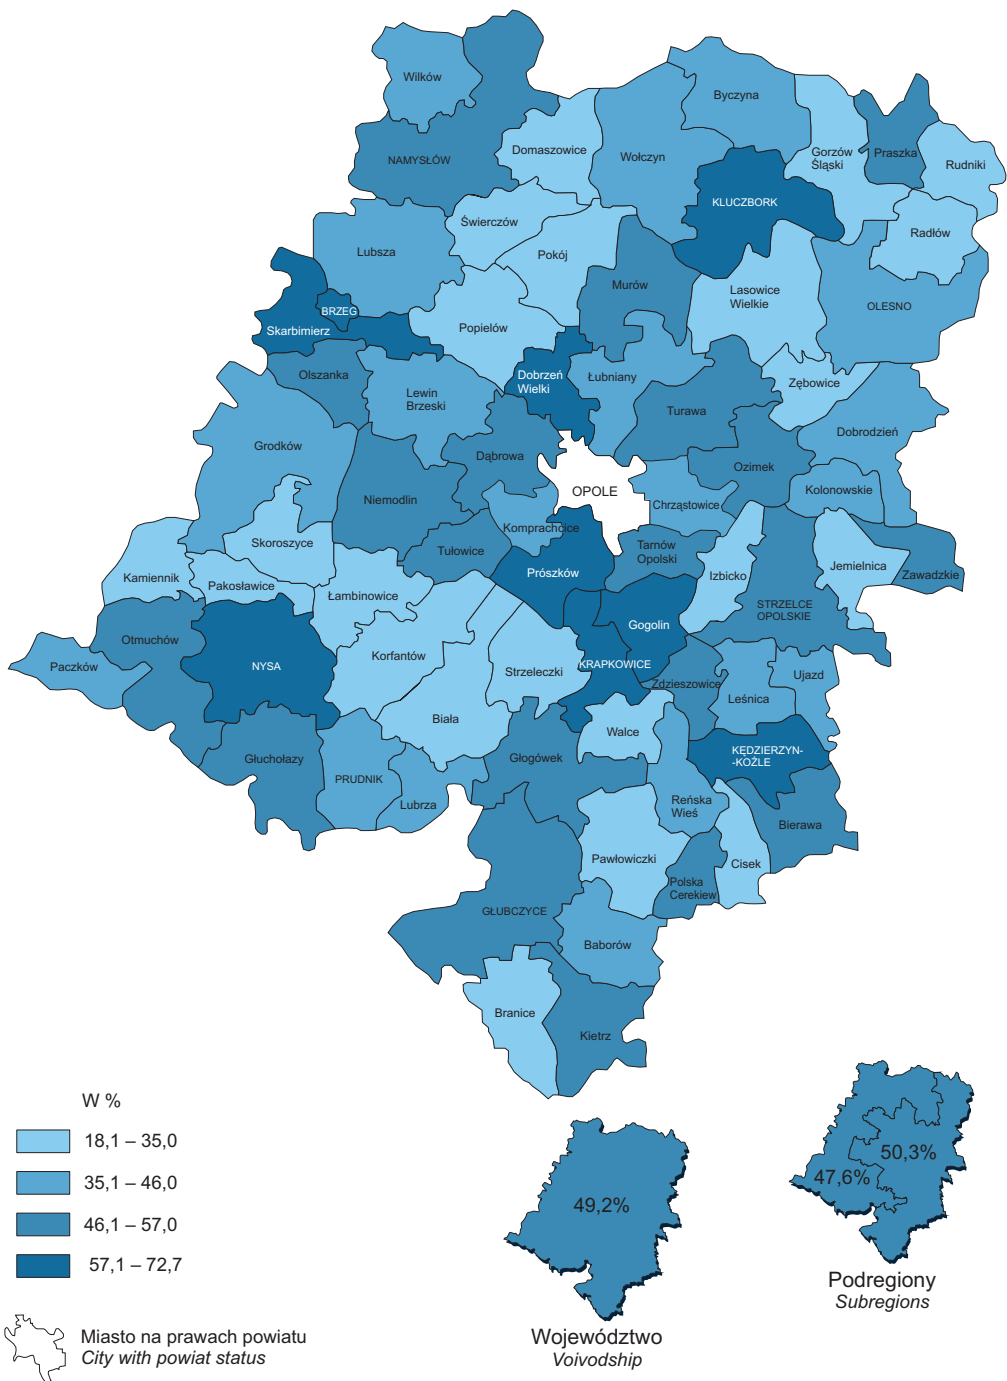 Wilków
NAMYSŁÓW
Domaszowice
Wołczyn
Byczyna
Gorzów
Śląski
Praszka
Rudniki
KLUCZBORK
Radłów
Świerczów
Lubsza
Pokój
Murów
Lasowice
Wielkie
OLESNO
BRZEG
Skarbimierz
Popielów
Olszanka
Lewin
Brzeski
Dobrzeń
Wielki
Łubniany
Zębowice
Turawa
Dobrodzień
Grodków
Dąbrowa
Ozimek
Niemodlin
OPOLE
Kolonowskie
Chrząstowice
Komprachcice
Skoroszyce
Tułowice
Tarnów
Opolski
Kamiennik
Pakosławice
Prószków
Izbicko
Jemielnica
Zawadzkie
Łambinowice
STRZELCE
OPOLSKIE
Gogolin
Otmuchów
Paczków
NYSA
Korfantów
Strzeleczki
KRAPKOWICE
Zdzieszowice
Ujazd
Leśnica
Biała
Walce
Głuchołazy
PRUDNIK
Głogówek
KĘDZIERZYN-
-KOŹLE
Lubrza
Reńska
Wieś
Bierawa
Pawłowiczki
Cisek
Polska
Cerekiew
GŁUBCZYCE
Baborów
Branice
Kietrz
W %
18,1 – 35,0
35,1 – 46,0
46,1 – 57,0
57,1 – 72,7
Miasto na prawach powiatu
City with powiat status
49,2%
Województwo
Voivodship
50,3%
47,6%
Podregiony
Subregions